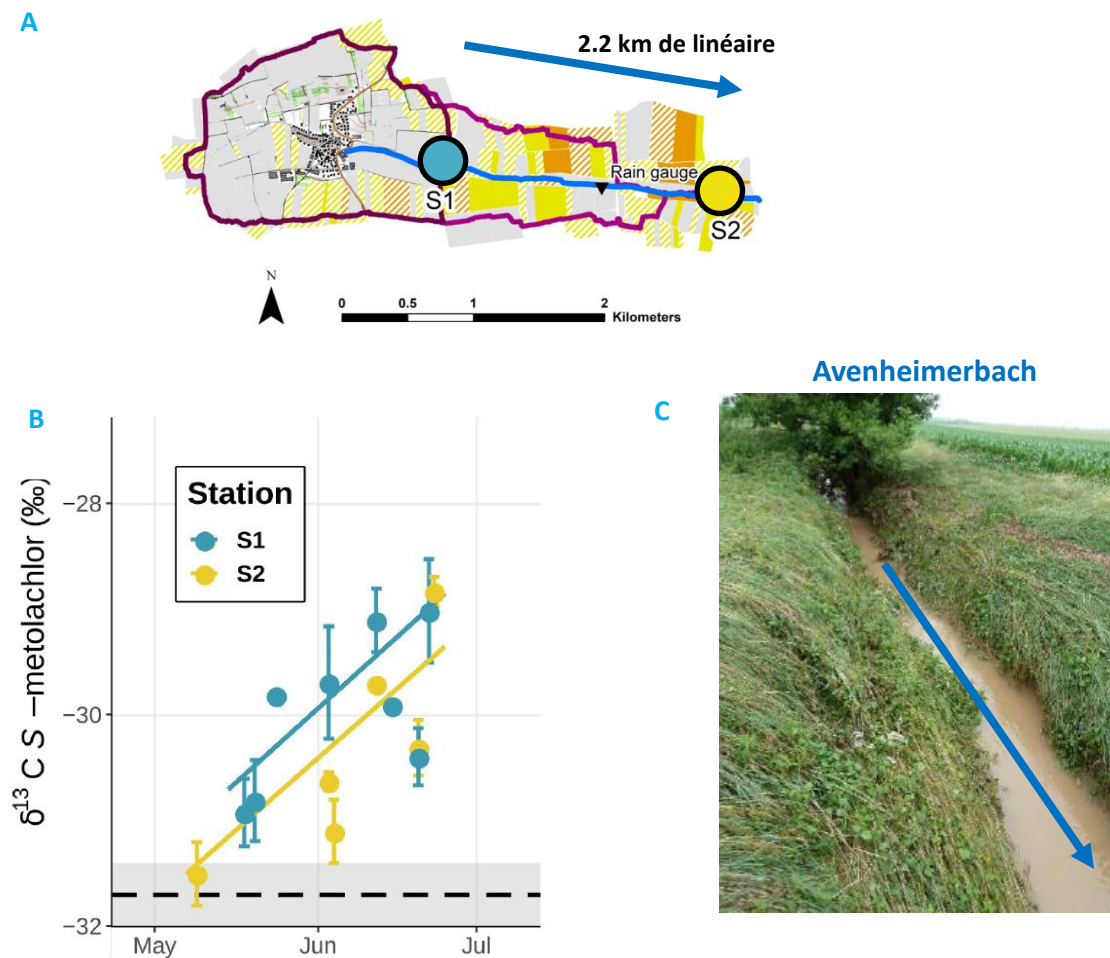 A
2.2 km de linéaire
Rain gauge
S1
S2
N
0
0.5
1
2
Kilometers
Avenheimerbach
B
C
δ¹³ C S –metolachlor (‰)
−28
−30
−32
Station
S1
S2
May
Jun
Jul